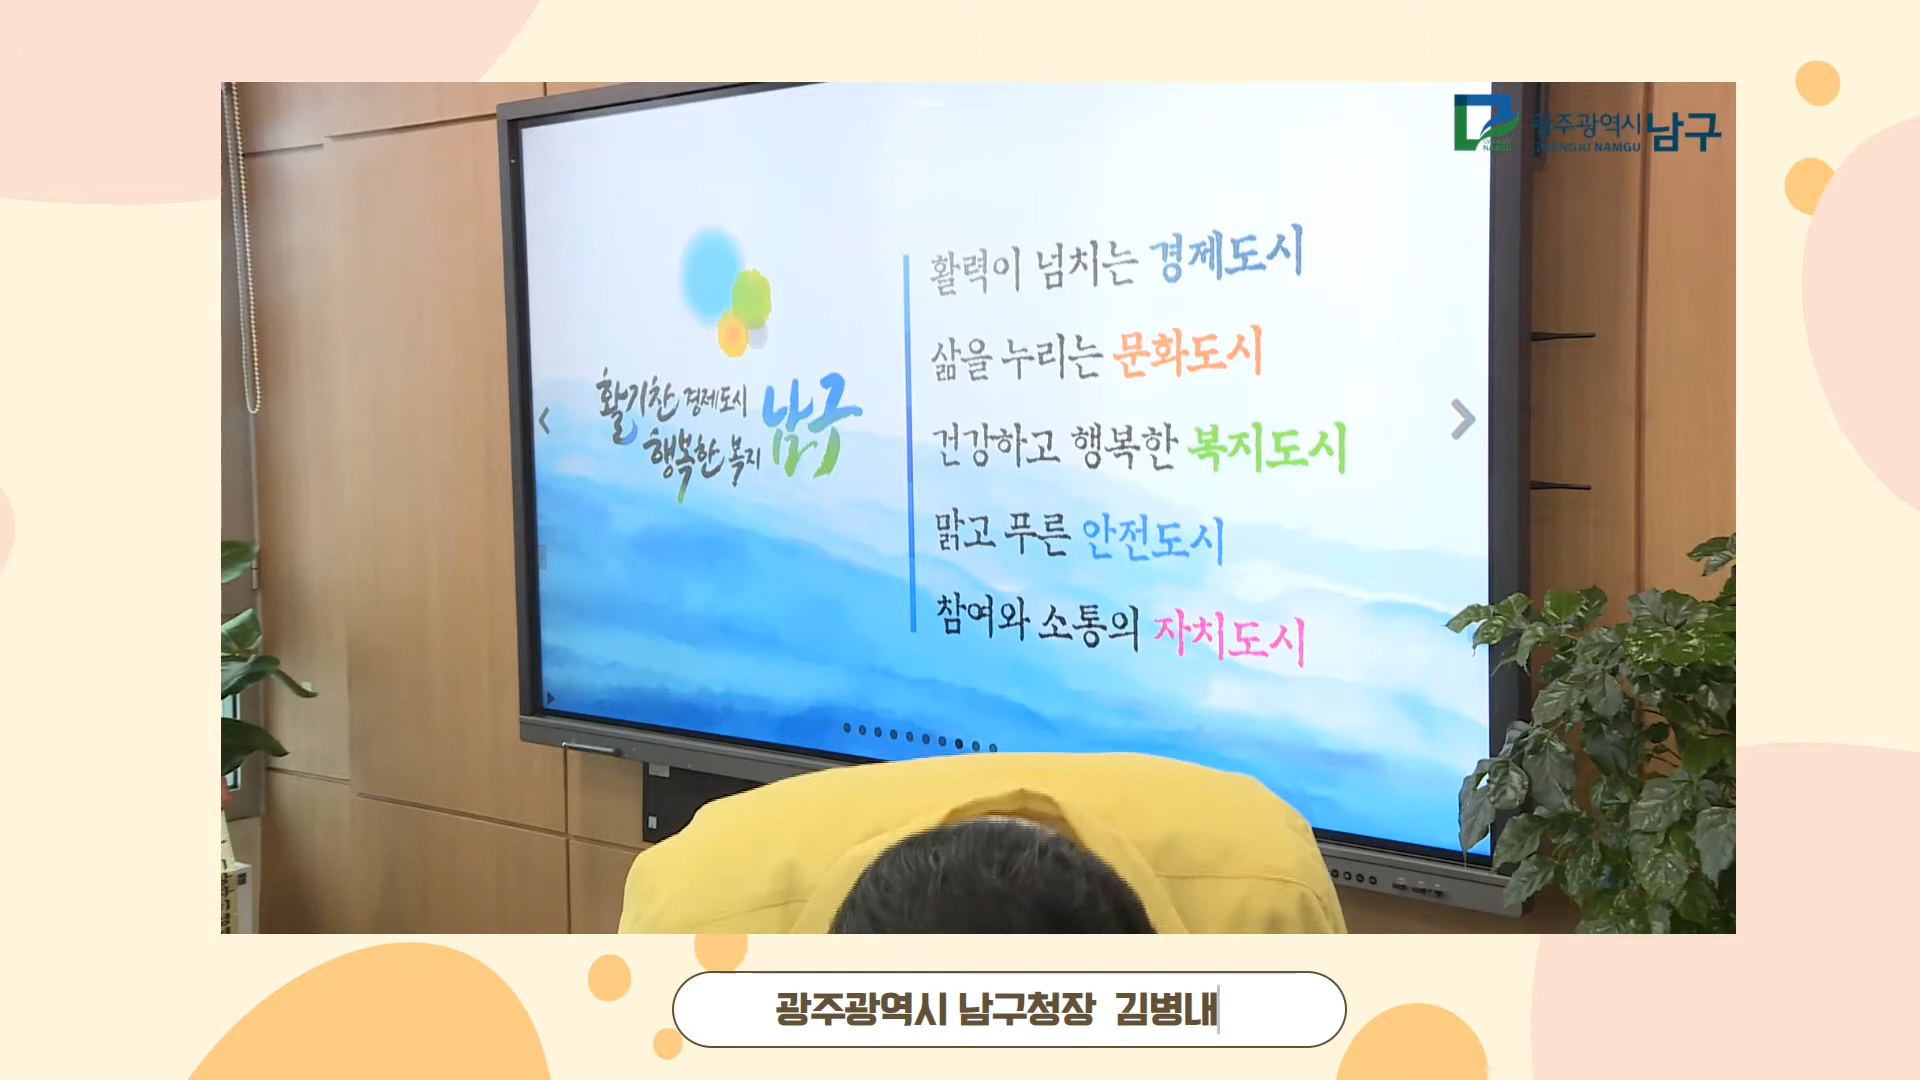 광주광역시 남구
GWANGJU NAMGU
활기찬 경제도시
행복한 복지
남구
활력이 넘치는 경제도시
삶을 누리는 문화도시
건강하고 행복한 복지도시
맑고 푸른 안전도시
참여와 소통의 자치도시
광주광역시 남구청장 김병내